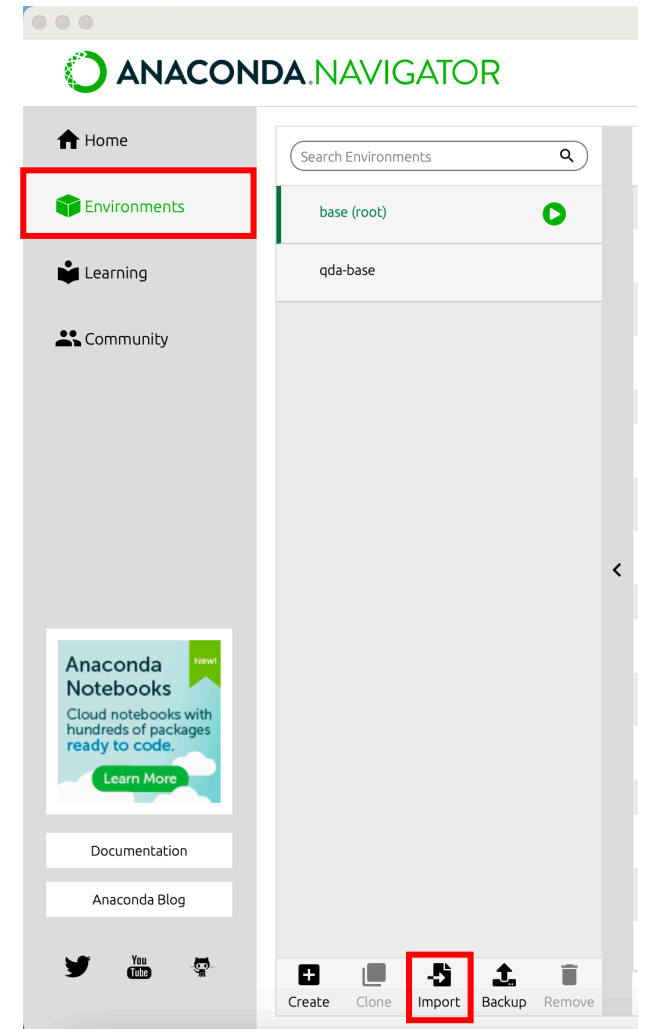 ANACONDA.NAVIGATOR
Home
Environments
Learning
Community
Search Environments
base (root)
qda-base
Anaconda
Notebooks
New!
Cloud notebooks with
hundreds of packages
ready to code.
Learn More
Documentation
Anaconda Blog
You
Tube
Create
Clone
Import
Backup
Remove